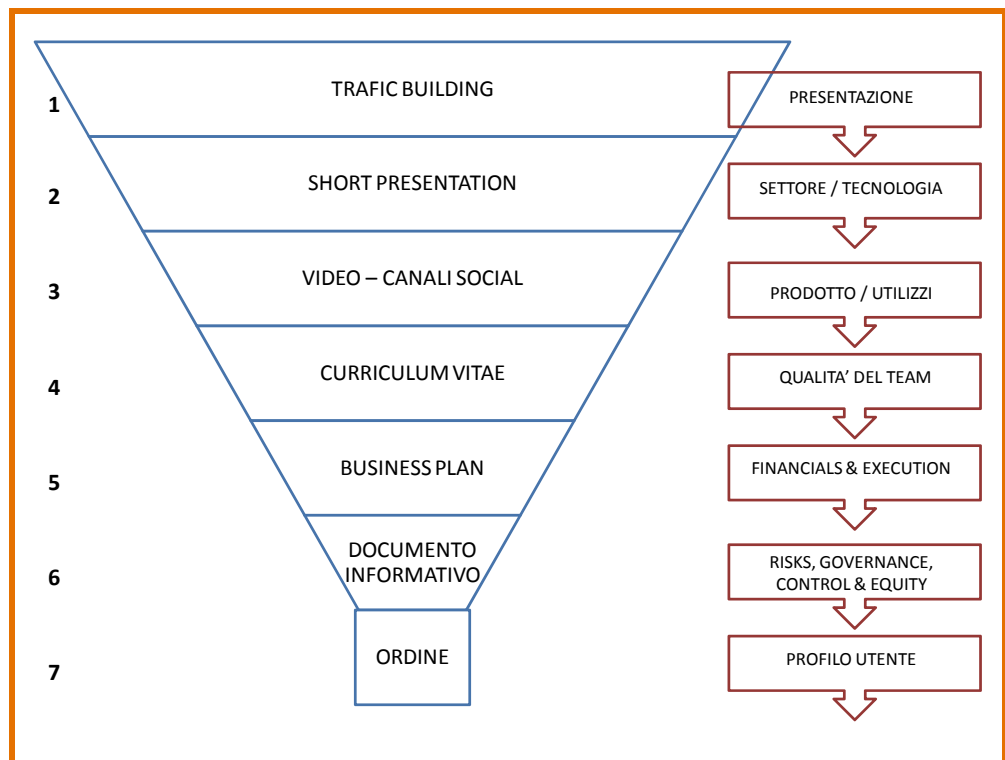 1
TRAFIC BUILDING
PRESENTAZIONE
2
SHORT PRESENTATION
SETTORE / TECNOLOGIA
3
VIDEO – CANALI SOCIAL
PRODOTTO / UTILIZZI
4
CURRICULUM VITAE
QUALITA’ DEL TEAM
5
BUSINESS PLAN
FINANCIALS & EXECUTION
6
DOCUMENTO
INFORMATIVO
RISKS, GOVERNANCE,
CONTROL & EQUITY
7
ORDINE
PROFILO UTENTE